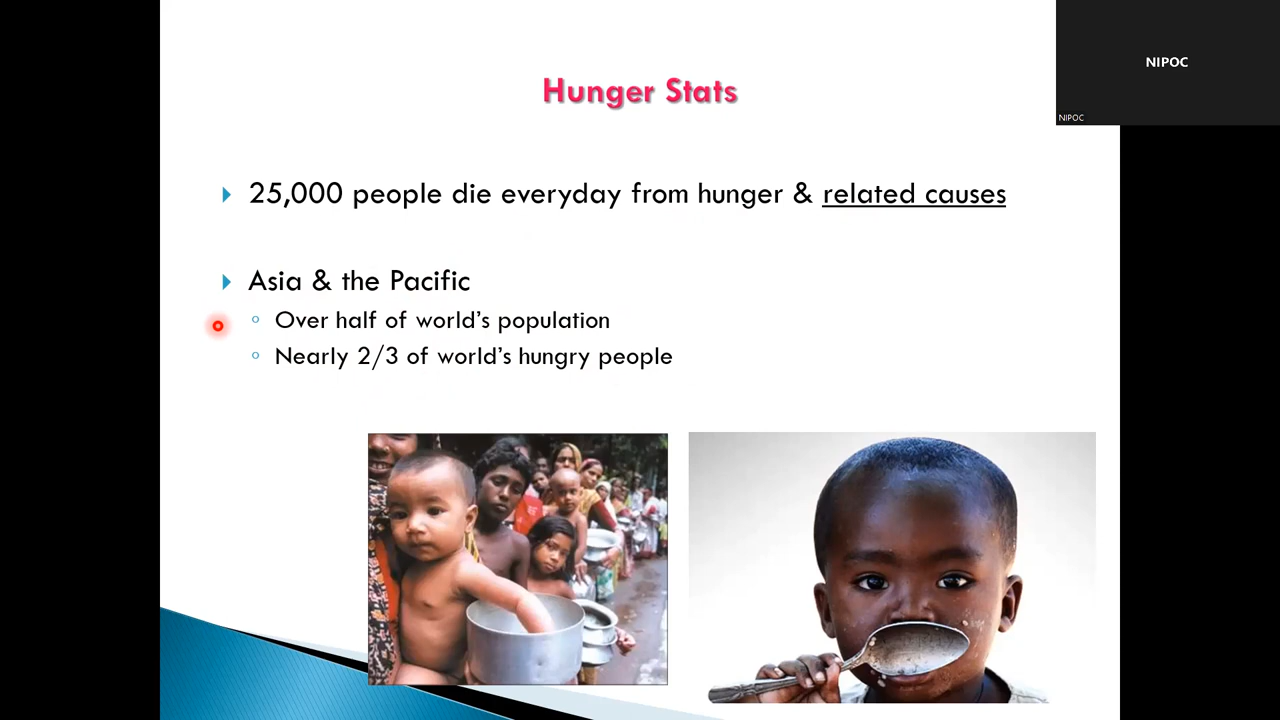 NIPOC
NIPOC
Hunger Stats
25,000 people die everyday from hunger & related causes
Asia & the Pacific
Over half of world's population
Nearly 2/3 of world's hungry people